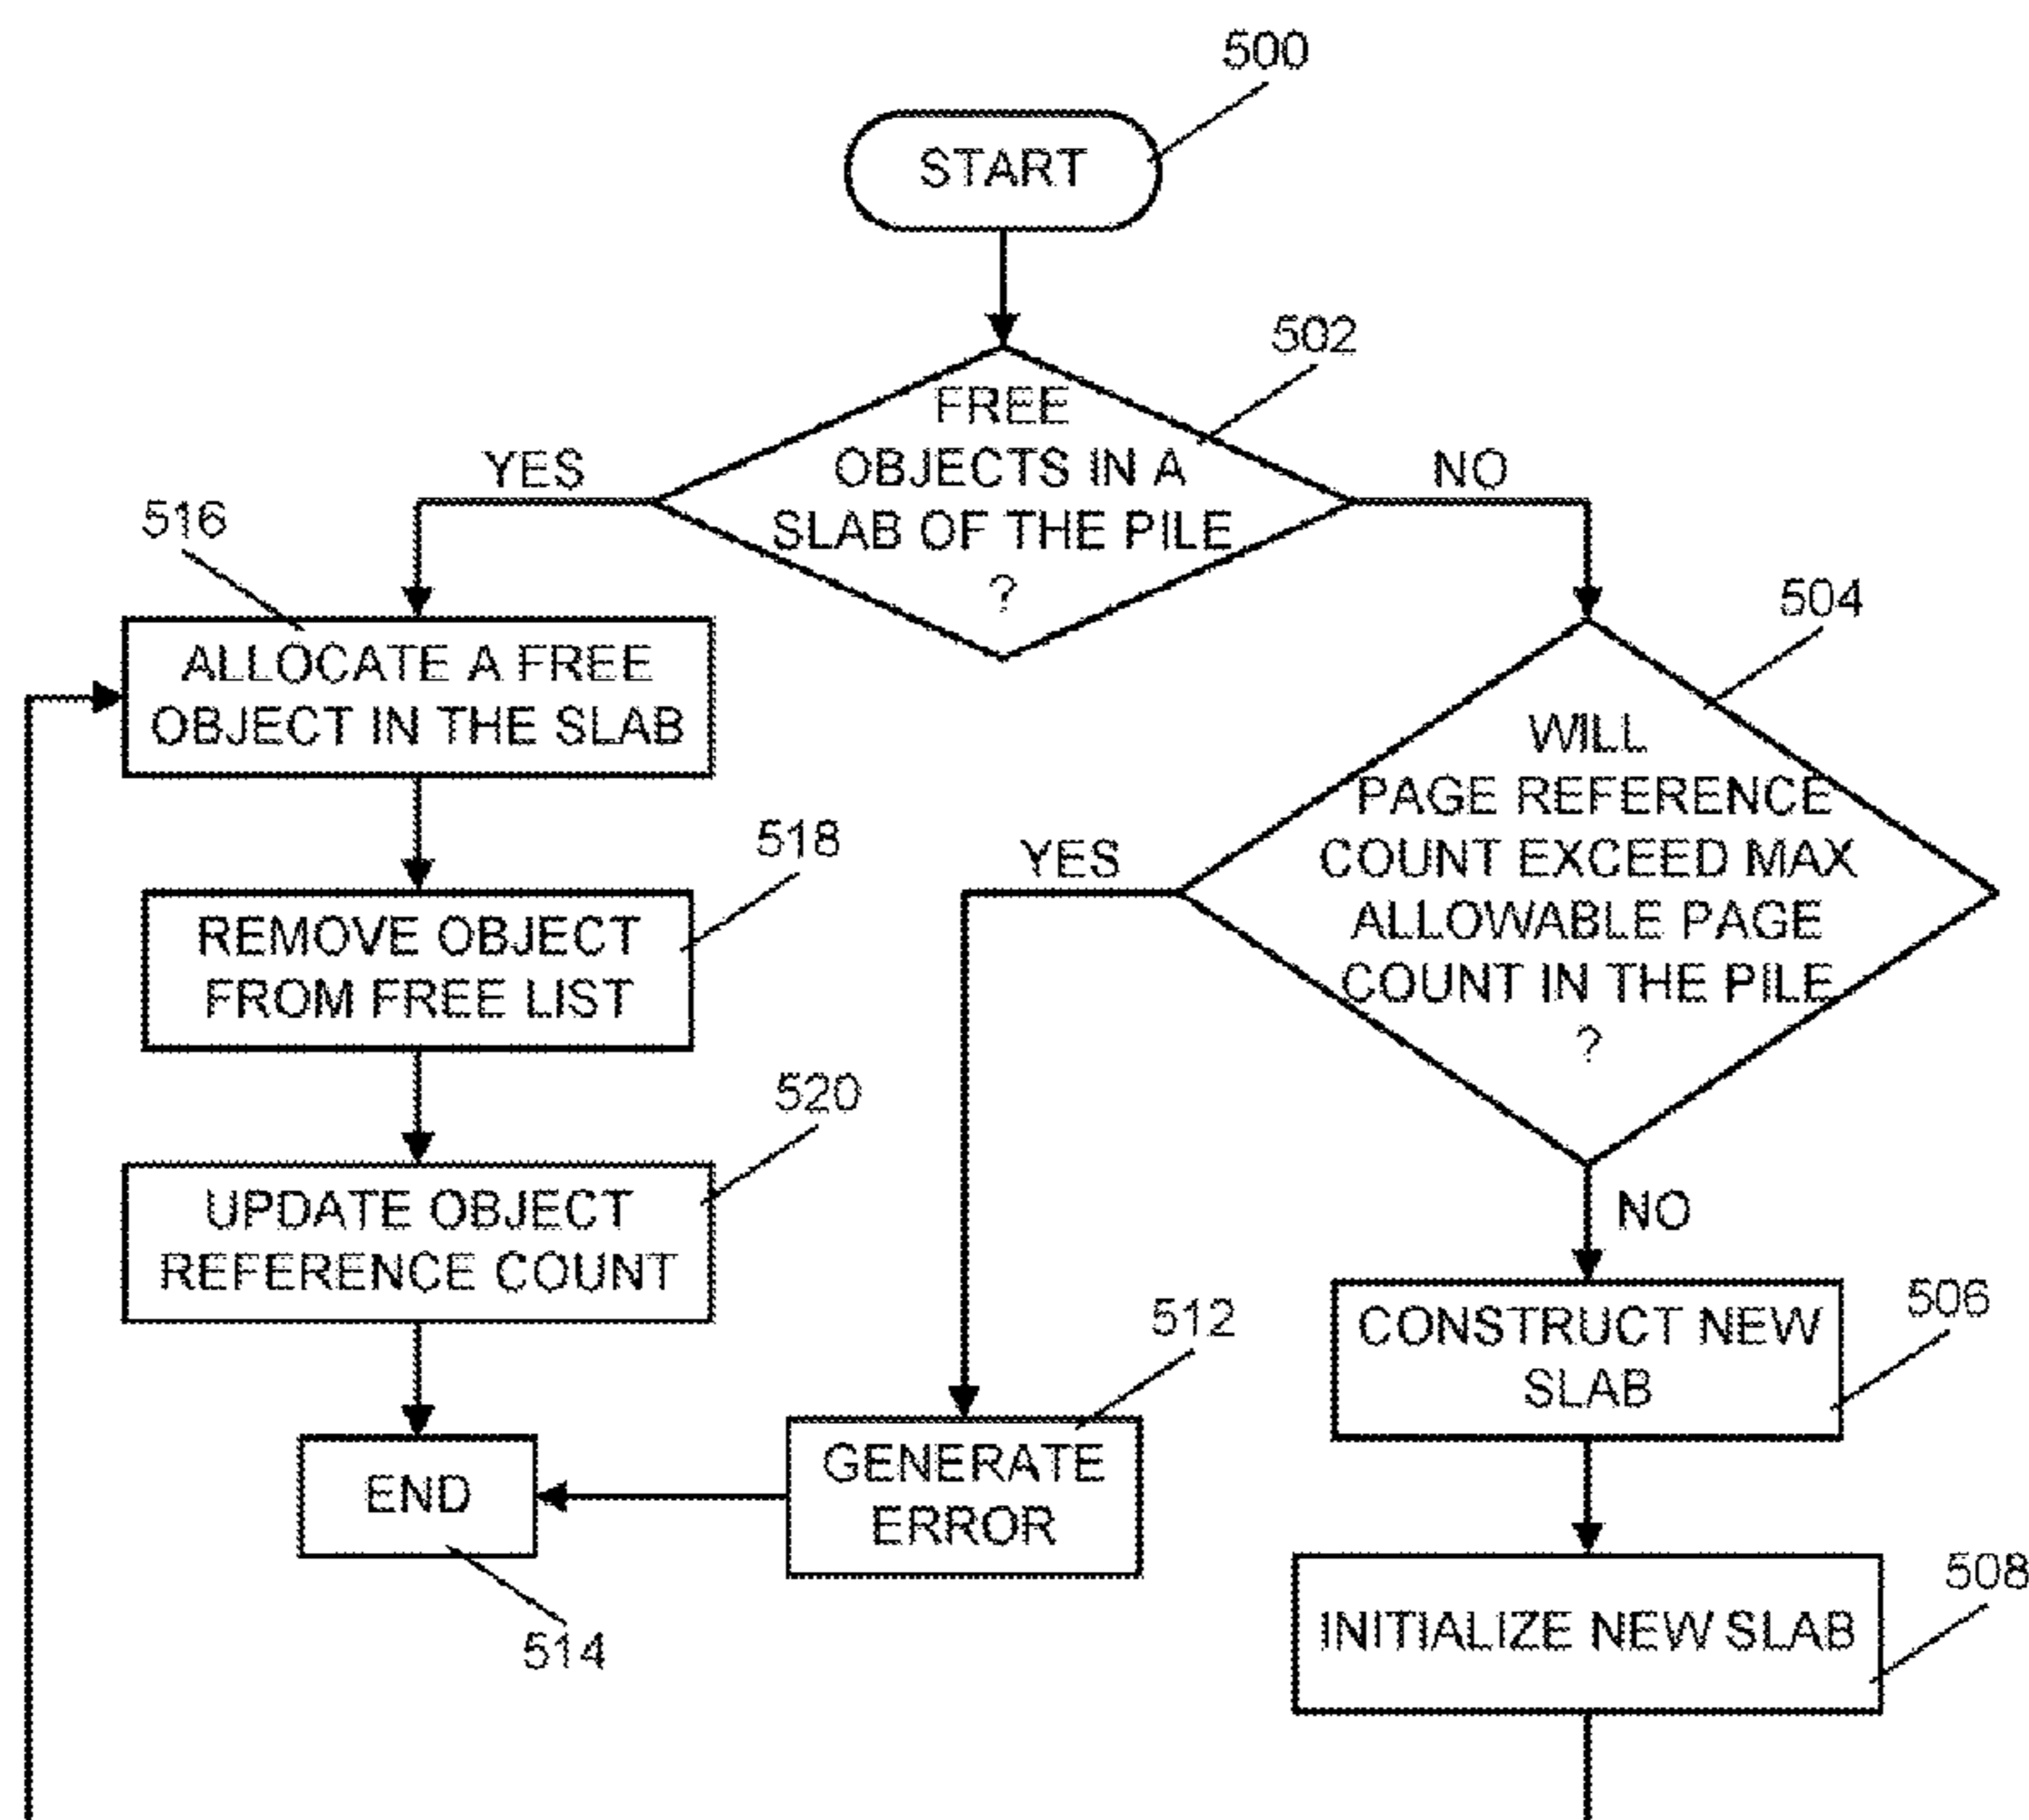 500
START
502
FREE
OBJECTS IN A
SLAB OF THE PILE
?
YES
NO
516
ALLOCATE A FREE
OBJECT IN THE SLAB
504
WILL
PAGE REFERENCE
COUNT EXCEED MAX
ALLOWABLE PAGE
COUNT IN THE PILE
?
YES
NO
518
REMOVE OBJECT
FROM FREE LIST
520
UPDATE OBJECT
REFERENCE COUNT
512
GENERATE
ERROR
506
CONSTRUCT NEW
SLAB
END
514
508
INITIALIZE NEW SLAB